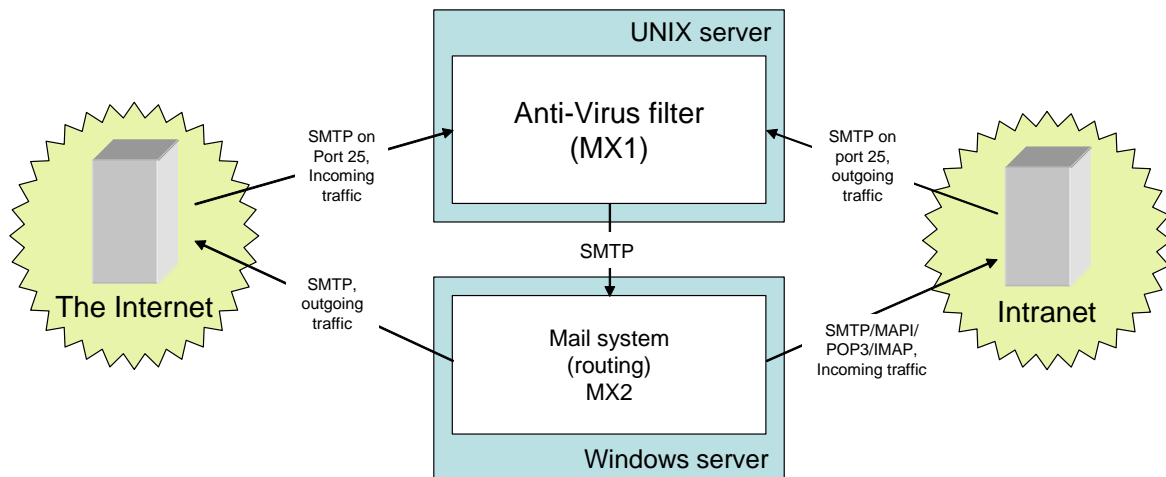 UNIX server
Anti-Virus filter
(MX1)
SMTP on
Port 25,
Incoming
traffic
SMTP on
port 25,
outgoing
traffic
SMTP
The Internet
SMTP,
outgoing
traffic
Mail system
(routing)
MX2
Intranet
SMTP/MAPI/
POP3/IMAP,
Incoming traffic
Windows server